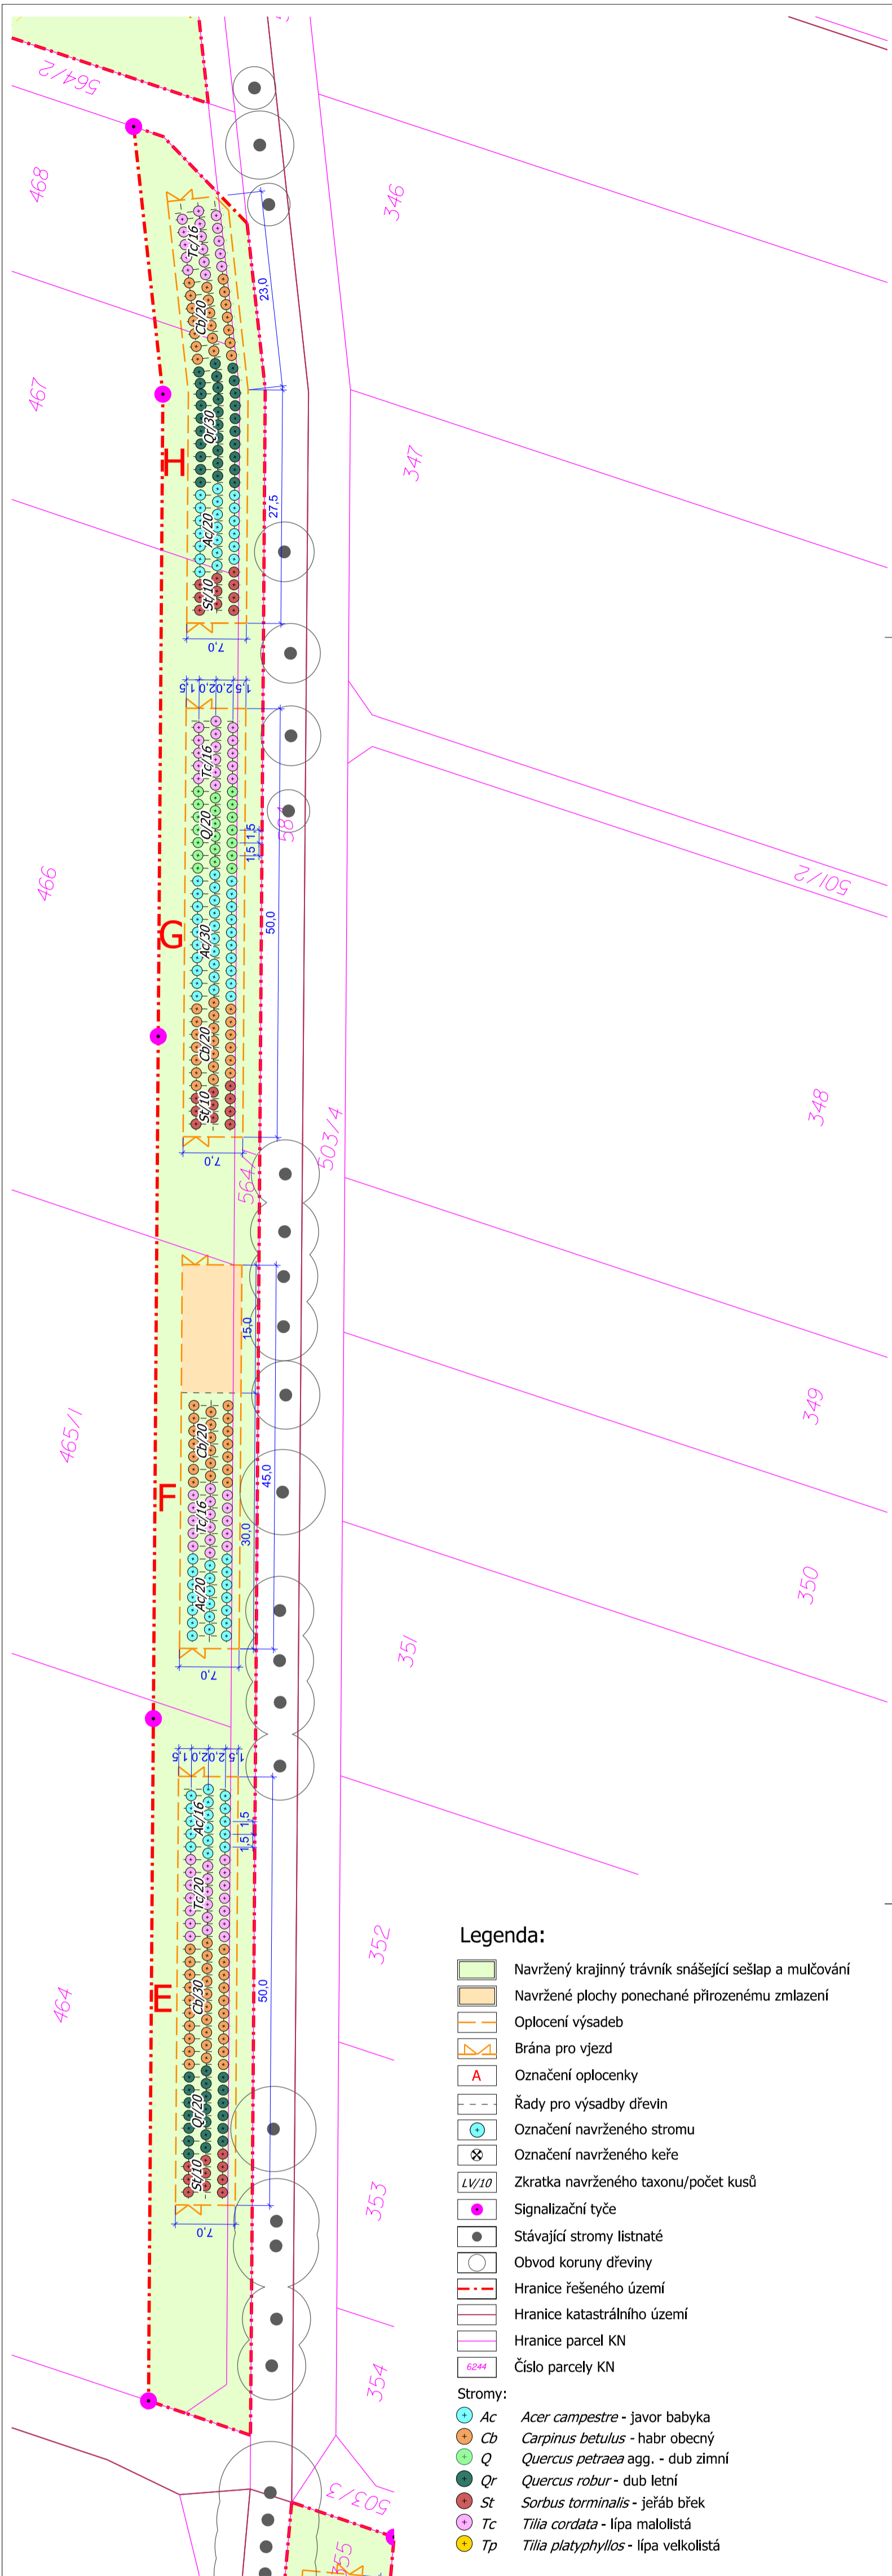 564/2
468
346
Tc/16
23,0
Cb/20
467
Qr/30
H
347
27,5
Ac/20
St/10
7,0
1,5 2,0 2,0 1,5
Tc/16
Q/20
1,5 1,5
466
501/2
G
50,0
Ac/30
Cb/20
St/10
348
503/4
7,0
564/
15,0
349
465/1
Cb/20
45,0
F
Tc/16
30,0
350
Ac/20
351
7,0
1,5 2,0 2,0 1,5
Ac/16
1,5 1,5
Tc/20
352
464
E
Cb/30
50,0
Qr/20
St/10
353
7,0
354
503/3
355
Legenda:
Navržený krajinný trávník snášející sešlap a mulčování
Navržené plochy ponechané přirozenému zmlazení
Oplocení výsadeb
Brána pro vjezd
A Označení oplocenky
Řady pro výsadby dřevin
Označení navrženého stromu
Označení navrženého keře
LV/10 Zkratka navrženého taxonu/počet kusů
Signalizační tyče
Stávající stromy listnaté
Obvod koruny dřeviny
Hranice řešeného území
Hranice katastrálního území
Hranice parcel KN
6244 Číslo parcely KN
Stromy:
Ac Acer campestre - javor babyka
Cb Carpinus betulus - habr obecný
Q Quercus petraea agg. - dub zimní
Qr Quercus robur - dub letní
St Sorbus torminalis - jeřáb břek
Tc Tilia cordata - lípa malolistá
Tp Tilia platyphyllos - lípa velkolistá